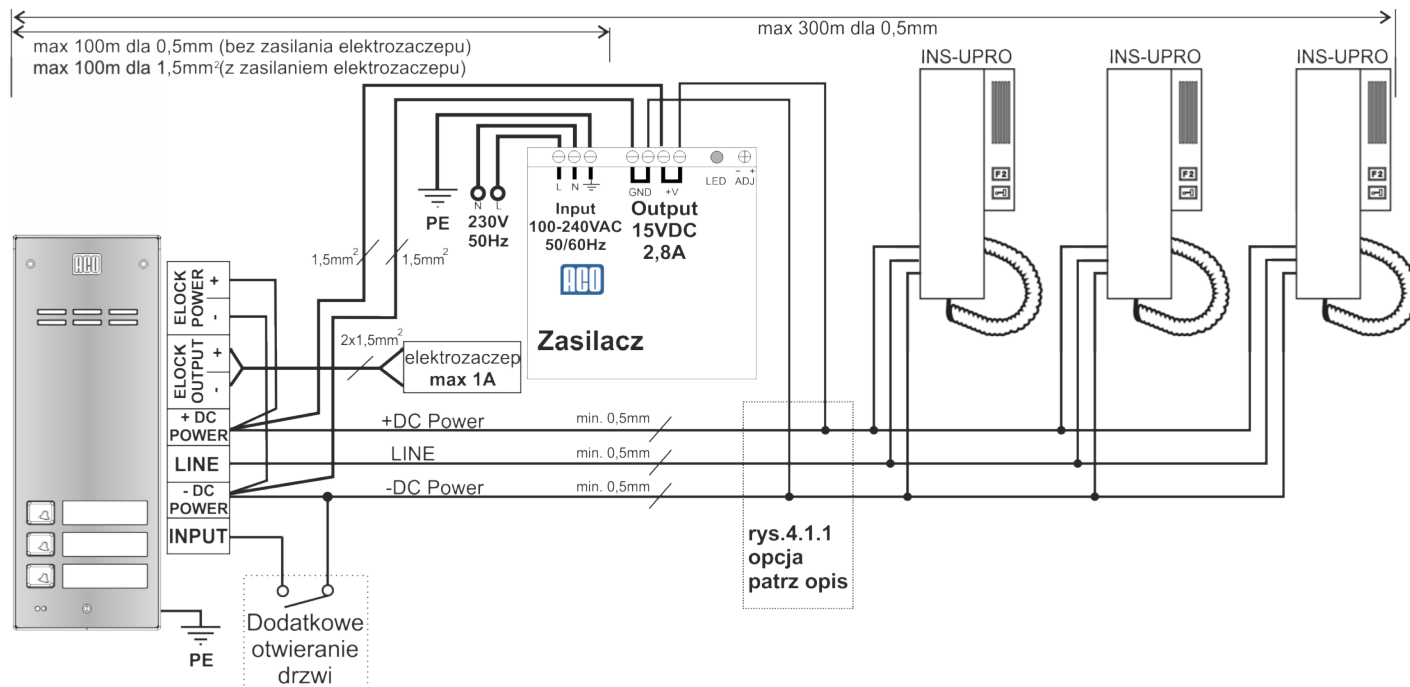 max 300m dla 0,5mm
max 100m dla 0,5mm (bez zasilania elektrozaczepu)
max 100m dla 1,5mm²(z zasilaniem elektrozaczepu)
INS-UPRO
INS-UPRO
INS-UPRO
F2
F2
F2
L N
GND +V
LED
- +
ADJ
PE
N L
230V
50Hz
Input
100-240VAC
50/60Hz
Output
15VDC
2,8A
ACO
Zasilacz
1,5mm²
1,5mm²
ACO
ELOCK
POWER
+
-
ELOCK
OUTPUT
+
-
2x1,5mm²
elektrozaczep
max 1A
+ DC
POWER
+DC Power
min. 0,5mm
LINE
LINE
min. 0,5mm
- DC
POWER
-DC Power
min. 0,5mm
INPUT
rys.4.1.1
opcja
patrz opis
PE
Dodatkowe
otwieranie
drzwi